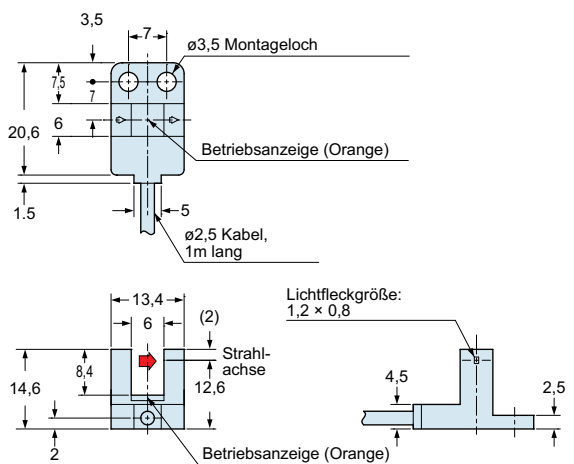 3,5
7
ø3,5 Montageloch
7,5
7
20,6
6
Betriebsanzeige (Orange)
1.5
5
ø2,5 Kabel,
1m lang
13,4
6
(2)
Strahl-
achse
14,6
8,4
12,6
2
Betriebsanzeige (Orange)
Lichtfleckgröße:
1,2 × 0,8
4,5
2,5